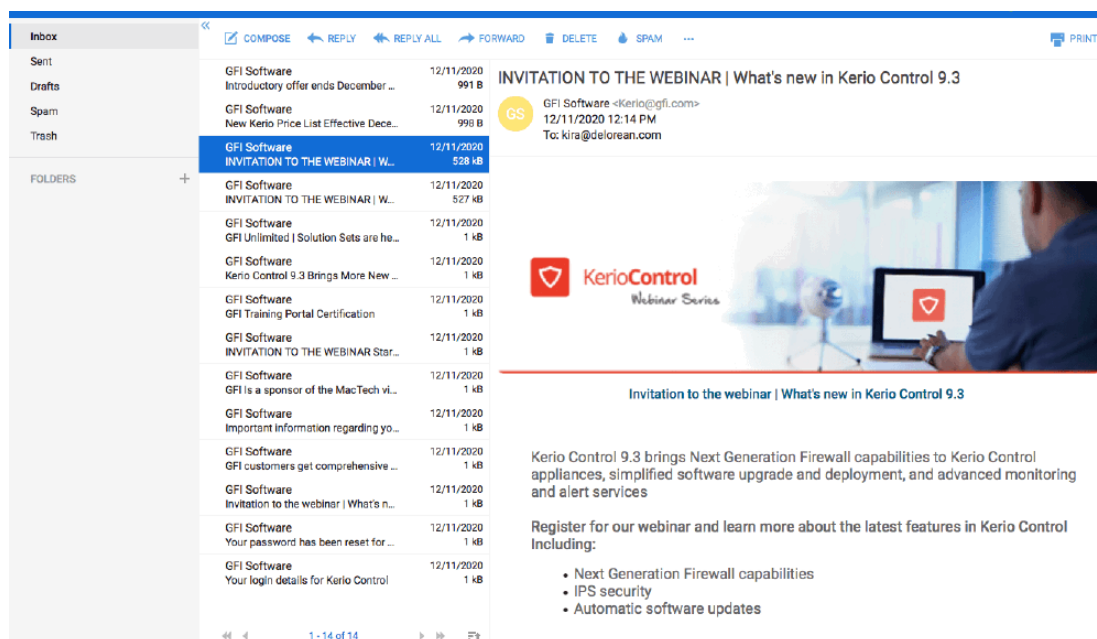 Inbox
Sent
Drafts
Spam
Trash
FOLDERS
COMPOSE REPLY REPLY ALL FORWARD DELETE SPAM ... PRINT
GFI Software 12/11/2020
Introductory offer ends December ... 991 B
GFI Software 12/11/2020
New Kerio Price List Effective Dece... 998 B
GFI Software 12/11/2020
INVITATION TO THE WEBINAR | W... 528 kB
GFI Software 12/11/2020
INVITATION TO THE WEBINAR | W... 527 kB
GFI Software 12/11/2020
GFI Unlimited | Solution Sets are he... 1 kB
GFI Software 12/11/2020
Kerio Control 9.3 Brings More New ... 1 kB
GFI Software 12/11/2020
GFI Training Portal Certification 1 kB
GFI Software 12/11/2020
INVITATION TO THE WEBINAR Star... 1 kB
GFI Software 12/11/2020
GFI Is a sponsor of the MacTech vi... 1 kB
GFI Software 12/11/2020
Important information regarding yo... 1 kB
GFI Software 12/11/2020
GFI customers get comprehensive ... 1 kB
GFI Software 12/11/2020
Invitation to the webinar | What's n... 1 kB
GFI Software 12/11/2020
Your password has been reset for ... 1 kB
GFI Software 12/11/2020
Your login details for Kerio Control 1 kB
1 - 14 of 14
INVITATION TO THE WEBINAR | What's new in Kerio Control 9.3
GS
GFI Software <Kerio@gfi.com>
12/11/2020 12:14 PM
To: kira@delorean.com
KerioControl
Webinar Series
Invitation to the webinar | What's new in Kerio Control 9.3
Kerio Control 9.3 brings Next Generation Firewall capabilities to Kerio Control
appliances, simplified software upgrade and deployment, and advanced monitoring
and alert services
Register for our webinar and learn more about the latest features in Kerio Control
Including:
• Next Generation Firewall capabilities
• IPS security
• Automatic software updates